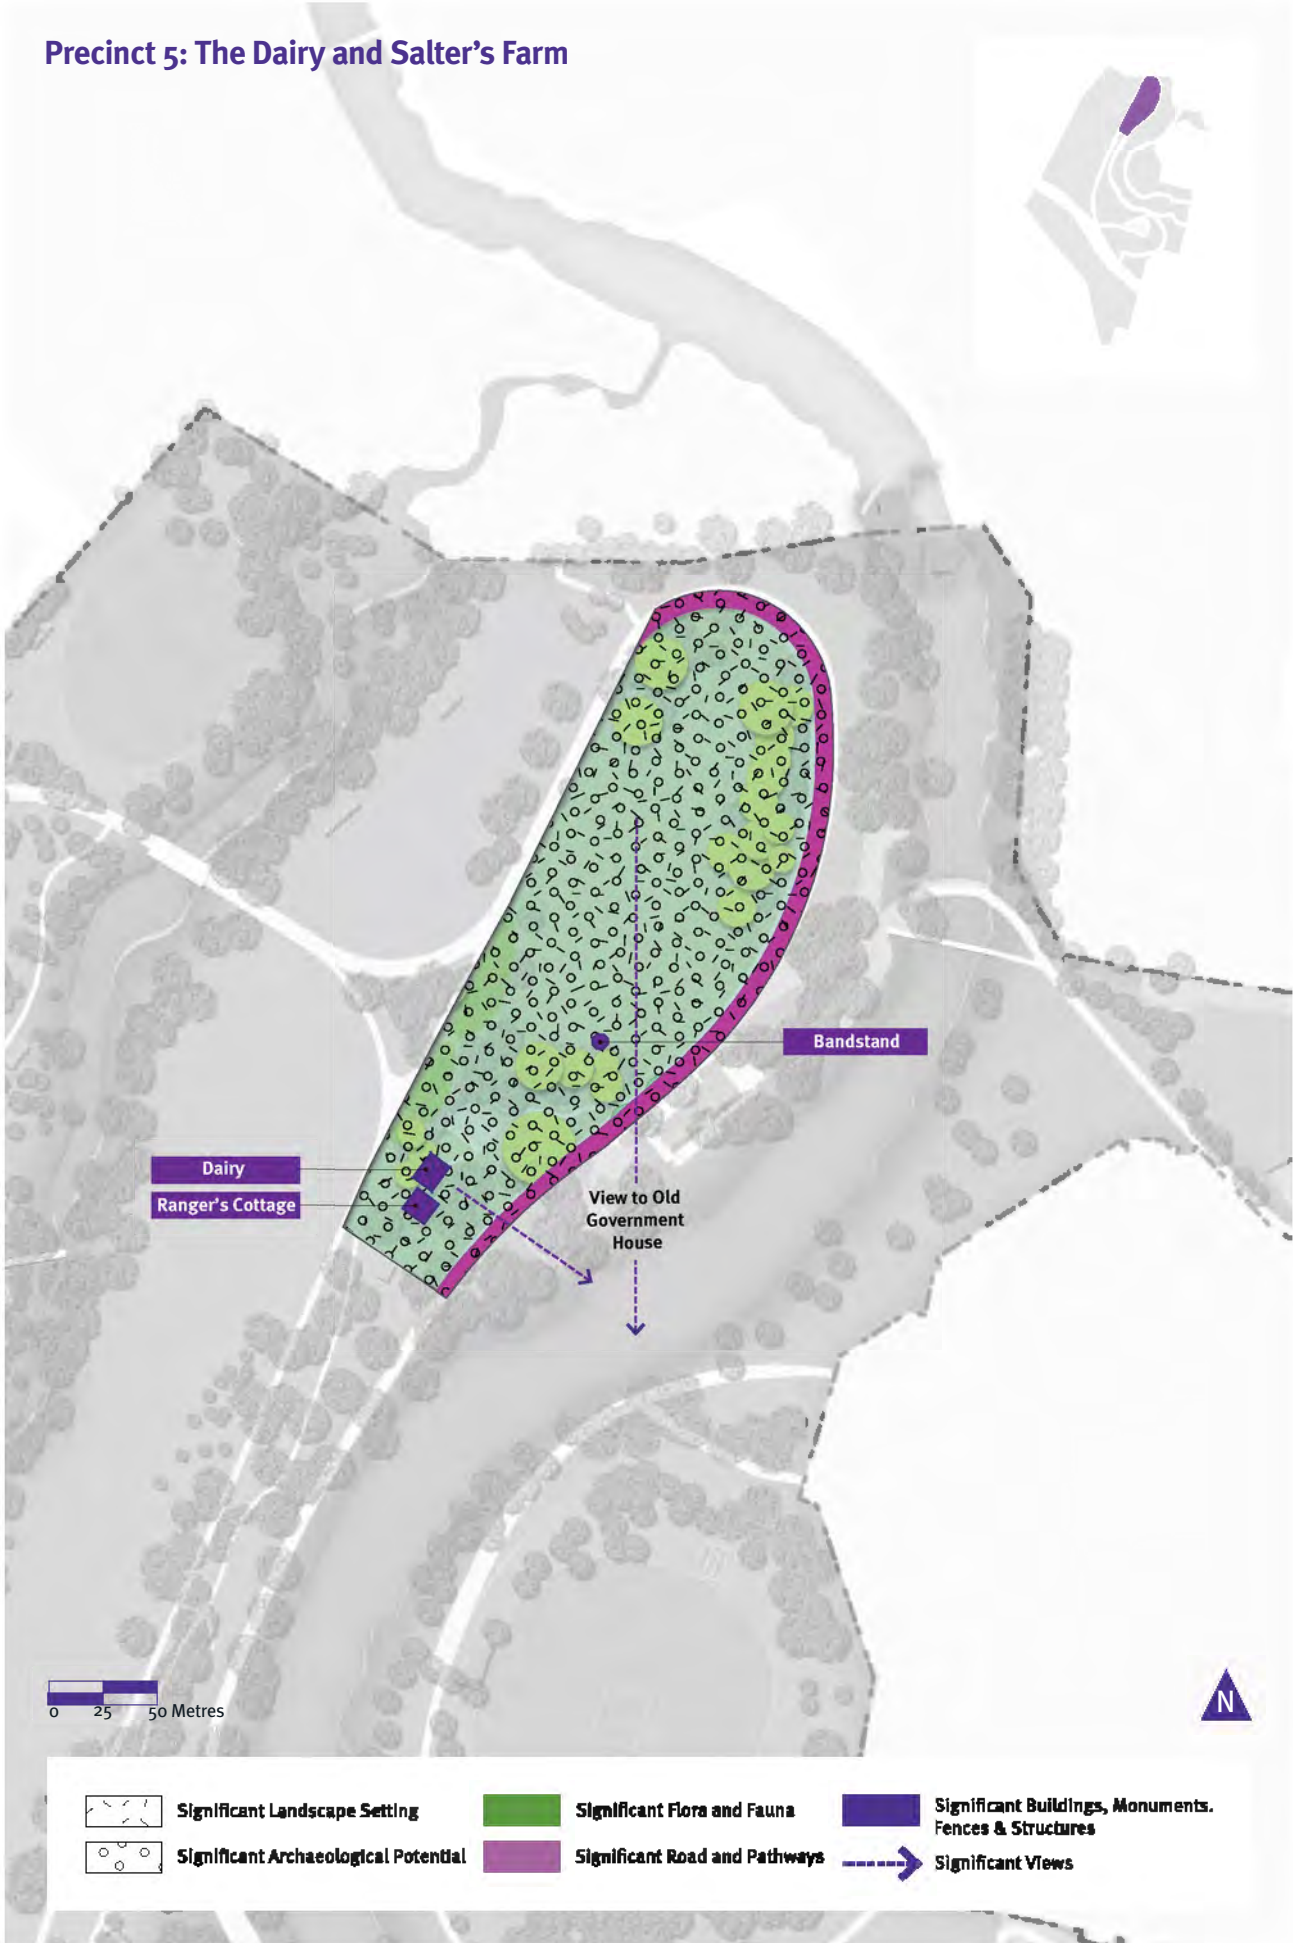 Precinct 5: The Dairy and Salter's Farm
Bandstand
Dairy
Ranger's Cottage
View to Old
Government
House
0 25 50 Metres
N
Significant Landscape Setting
Significant Archaeological Potential
Significant Flora and Fauna
Significant Road and Pathways
Significant Buildings, Monuments.
Fences & Structures
Significant Views